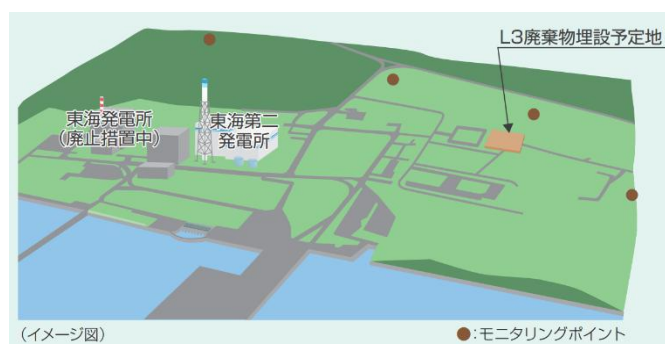 L3廃棄物埋設予定地
東海発電所
(廃止措置中)
東海第二
発電所
(イメージ図)
●:モニタリングポイント